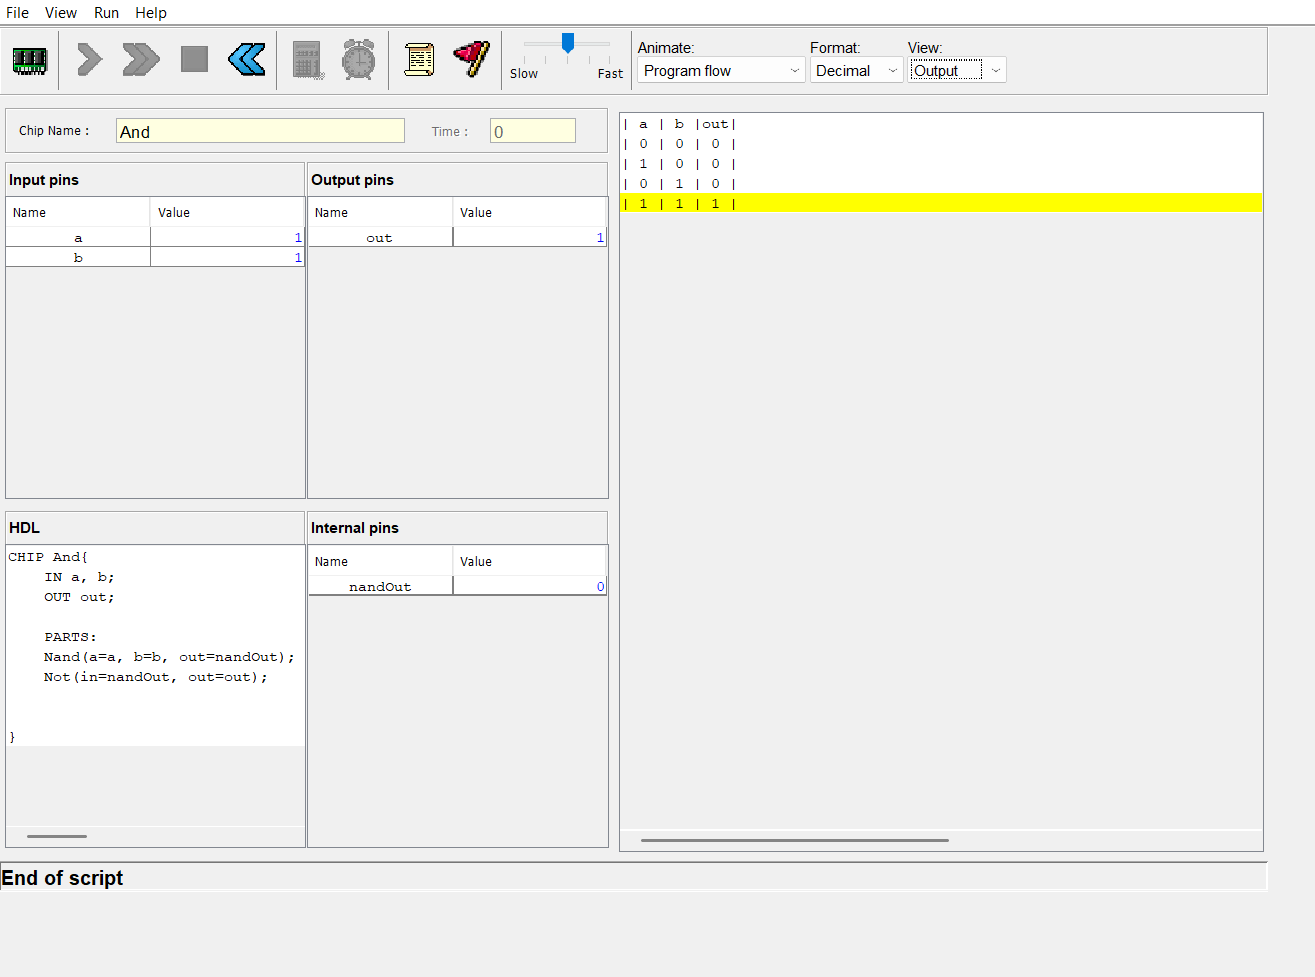 File View Run Help
Slow Fast
Animate: Format: View:
Program flow Decimal Output
Chip Name : And Time : 0
Input pins
Name Value
a 1
b 1
Output pins
Name Value
out 1
HDL
CHIP And{
IN a, b;
OUT out;
PARTS:
Nand(a=a, b=b, out=nandOut);
Not(in=nandOut, out=out);
}
Internal pins
Name Value
nandOut 0
| a | b |out|
| 0 | 0 | 0 |
| 1 | 0 | 0 |
| 0 | 1 | 0 |
| 1 | 1 | 1 |
End of script